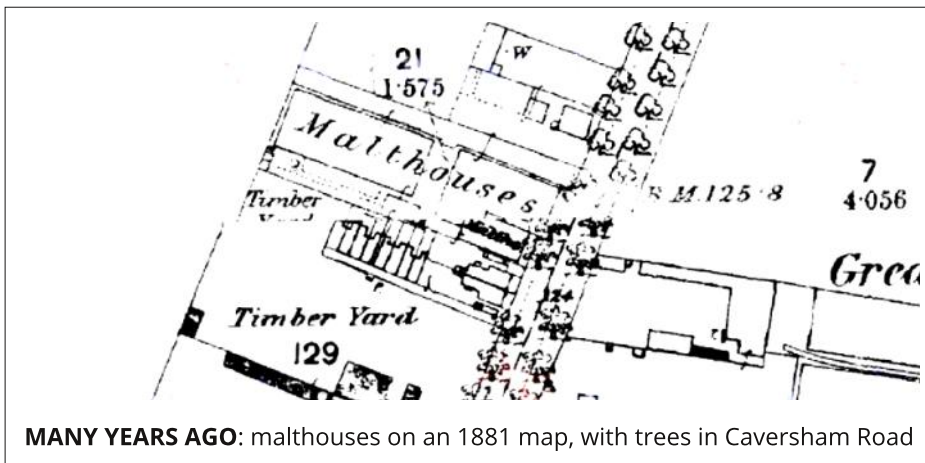 21
1·575
W
Malthouses
B.M.125·8
7
4·056
Timber
Timber Yard
129
124
Grea
MANY YEARS AGO: malthouses on an 1881 map, with trees in Caversham Road